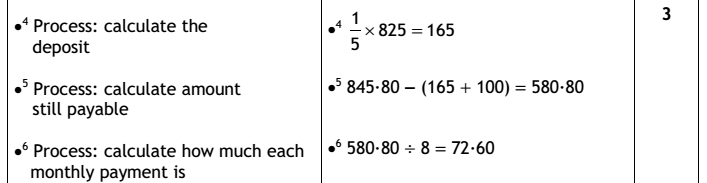 •⁴ Process: calculate the deposit
•⁴ 1/5 × 825 = 165
3
•⁵ Process: calculate amount still payable
•⁵ 845·80 – (165 + 100) = 580·80
•⁶ Process: calculate how much each monthly payment is
•⁶ 580·80 ÷ 8 = 72·60